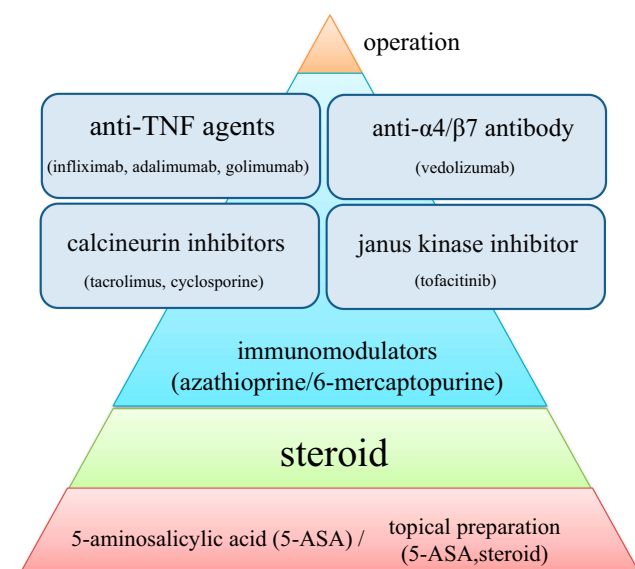 operation
anti-TNF agents
(infliximab, adalimumab, golimumab)
anti-α4/β7 antibody
(vedolizumab)
calcineurin inhibitors
(tacrolimus, cyclosporine)
janus kinase inhibitor
(tofacitinib)
immunomodulators
(azathioprine/6-mercaptopurine)
steroid
5-aminosalicylic acid (5-ASA) /
topical preparation
(5-ASA,steroid)